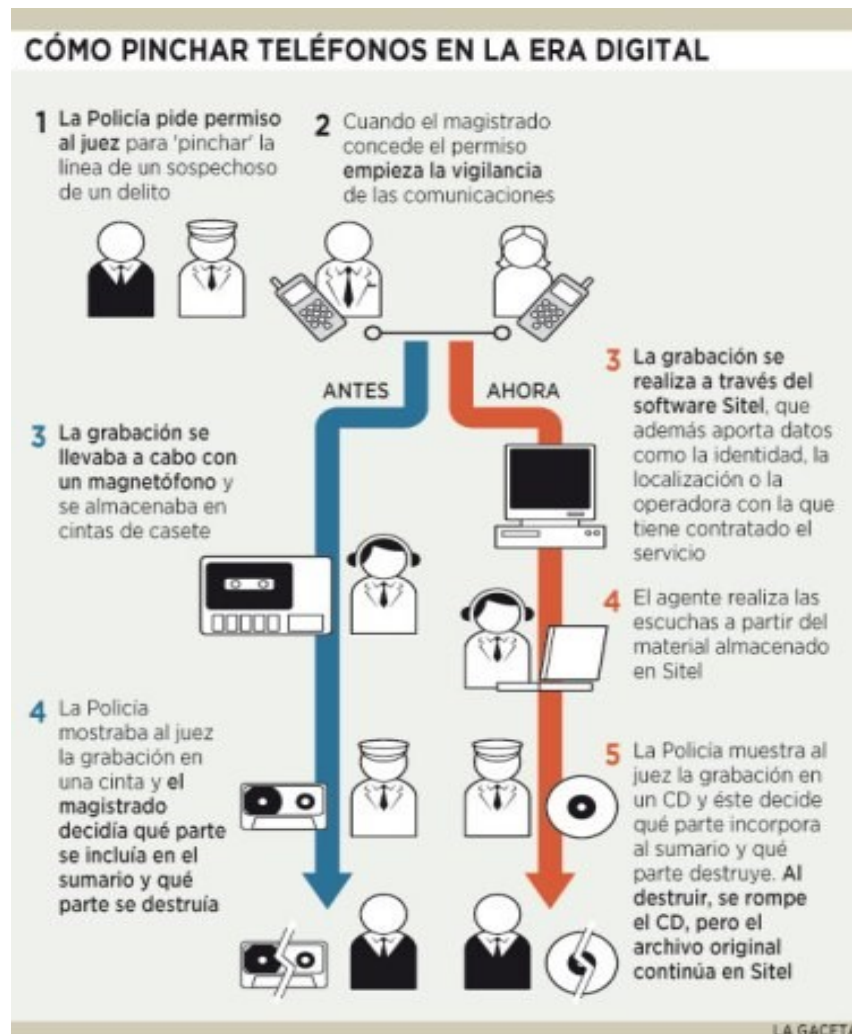 CÓMO PINCHAR TELÉFONOS EN LA ERA DIGITAL
1 La Policía pide permiso
al juez para 'pinchar' la
línea de un sospechoso
de un delito
2 Cuando el magistrado
concede el permiso
empieza la vigilancia
de las comunicaciones
ANTES
3 La grabación se
llevaba a cabo con
un magnetófono y
se almacenaba en
cintas de casete
4 La Policía
mostraba al juez
la grabación en
una cinta y el
magistrado
decidía qué parte
se incluía en el
sumario y qué
parte se destruía
AHORA
3 La grabación se
realiza a través del
software Sitel, que
además aporta datos
como la identidad, la
localización o la
operadora con la que
tiene contratado el
servicio
4 El agente realiza las
escuchas a partir del
material almacenado
en Sitel
5 La Policía muestra al
juez la grabación en
un CD y éste decide
qué parte incorpora
al sumario y qué
parte destruye. Al
destruir, se rompe
el CD, pero el
archivo original
continúa en Sitel
LA GACETA